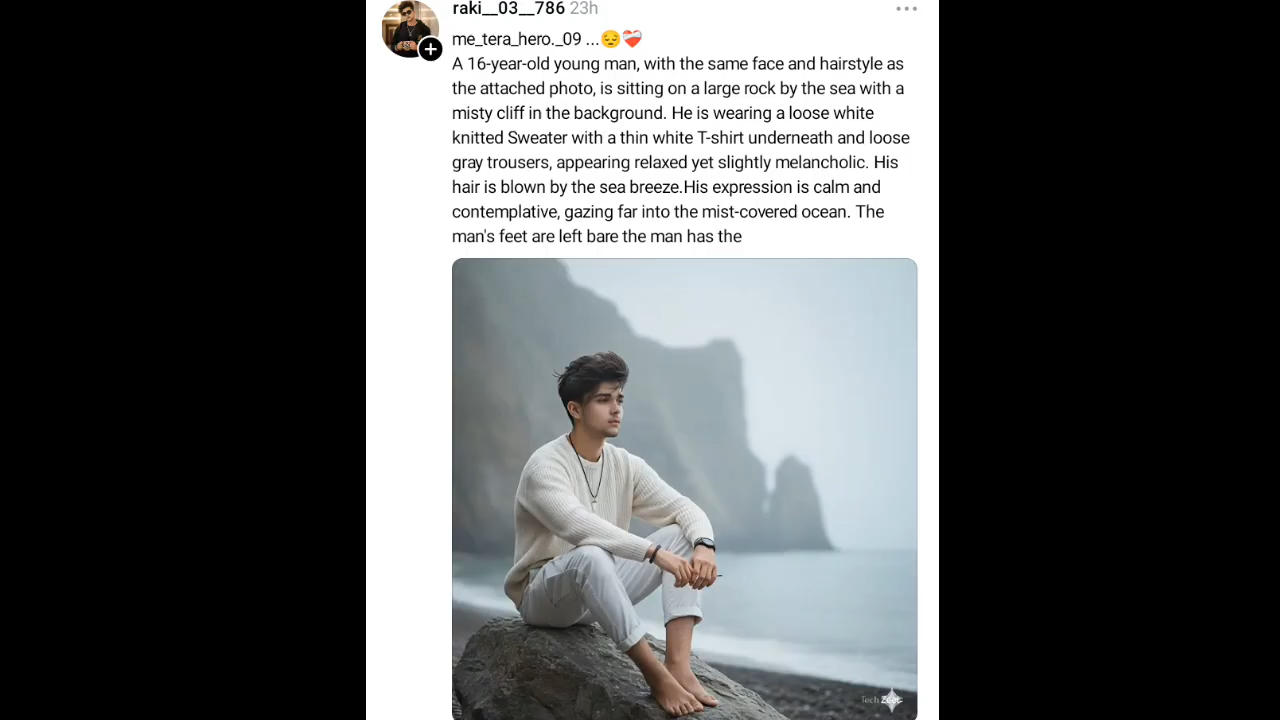 raki__03__786 23h
me_tera_hero._09 ...😔❤️‍🩹
A 16-year-old young man, with the same face and hairstyle as
the attached photo, is sitting on a large rock by the sea with a
misty cliff in the background. He is wearing a loose white
knitted Sweater with a thin white T-shirt underneath and loose
gray trousers, appearing relaxed yet slightly melancholic. His
hair is blown by the sea breeze.His expression is calm and
contemplative, gazing far into the mist-covered ocean. The
man's feet are left bare the man has the
Tech